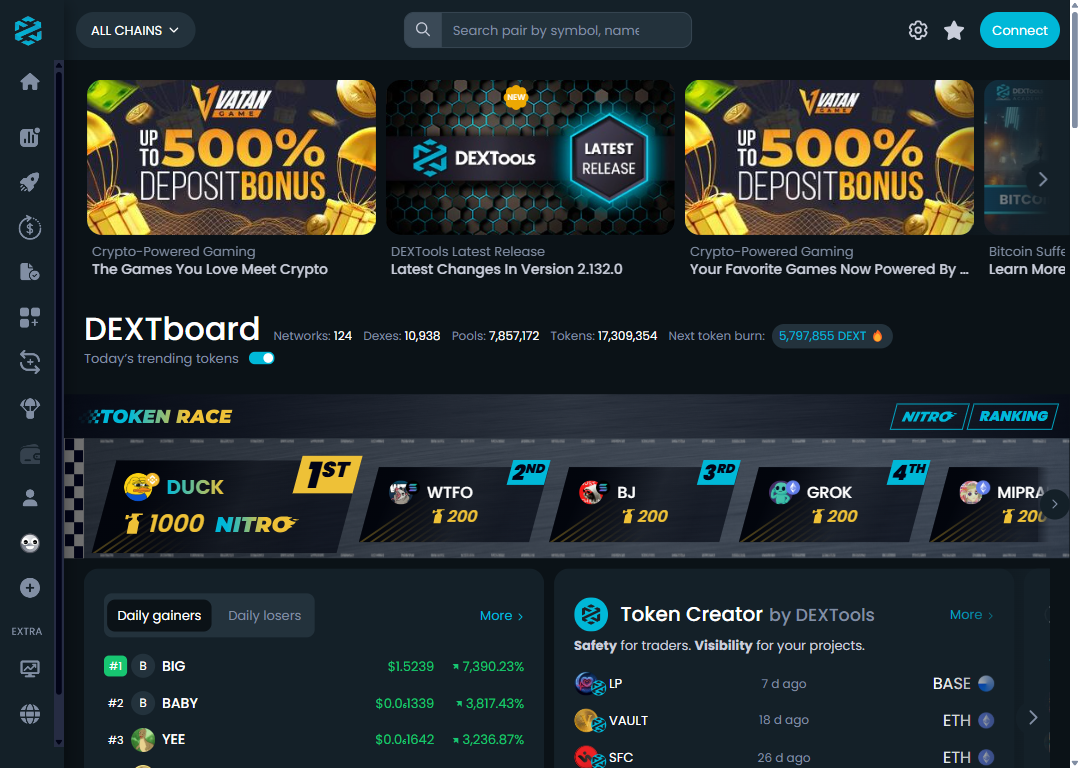 ALL CHAINS
Search pair by symbol, name
Connect
VATAN
GAME
UP TO 500%
DEPOSIT BONUS
Crypto-Powered Gaming
The Games You Love Meet Crypto
NEW
DEXTools
LATEST
RELEASE
DEXTools Latest Release
Latest Changes In Version 2.132.0
VATAN
GAME
UP TO 500%
DEPOSIT BONUS
Crypto-Powered Gaming
Your Favorite Games Now Powered By ...
BITCO
Bitcoin Suffe
Learn More
DEXTboard
Networks: 124 Dexes: 10,938 Pools: 7,857,172 Tokens: 17,309,354 Next token burn: 5,797,855 DEXT
Today's trending tokens
TOKEN RACE
NITRO
RANKING
DUCK
1ST
1000 NITRO
WTFO
2ND
200
BJ
3RD
200
GROK
4TH
200
MIPRA
200
EXTRA
Daily gainers
Daily losers
More
#1 B BIG $1.5239 7,390.23%
#2 B BABY $0.0₆1339 3,817.43%
#3 YEE $0.0₆1642 3,236.87%
Token Creator by DEXTools
More
Safety for traders. Visibility for your projects.
LP 7 d ago BASE
VAULT 18 d ago ETH
SFC 26 d ago ETH